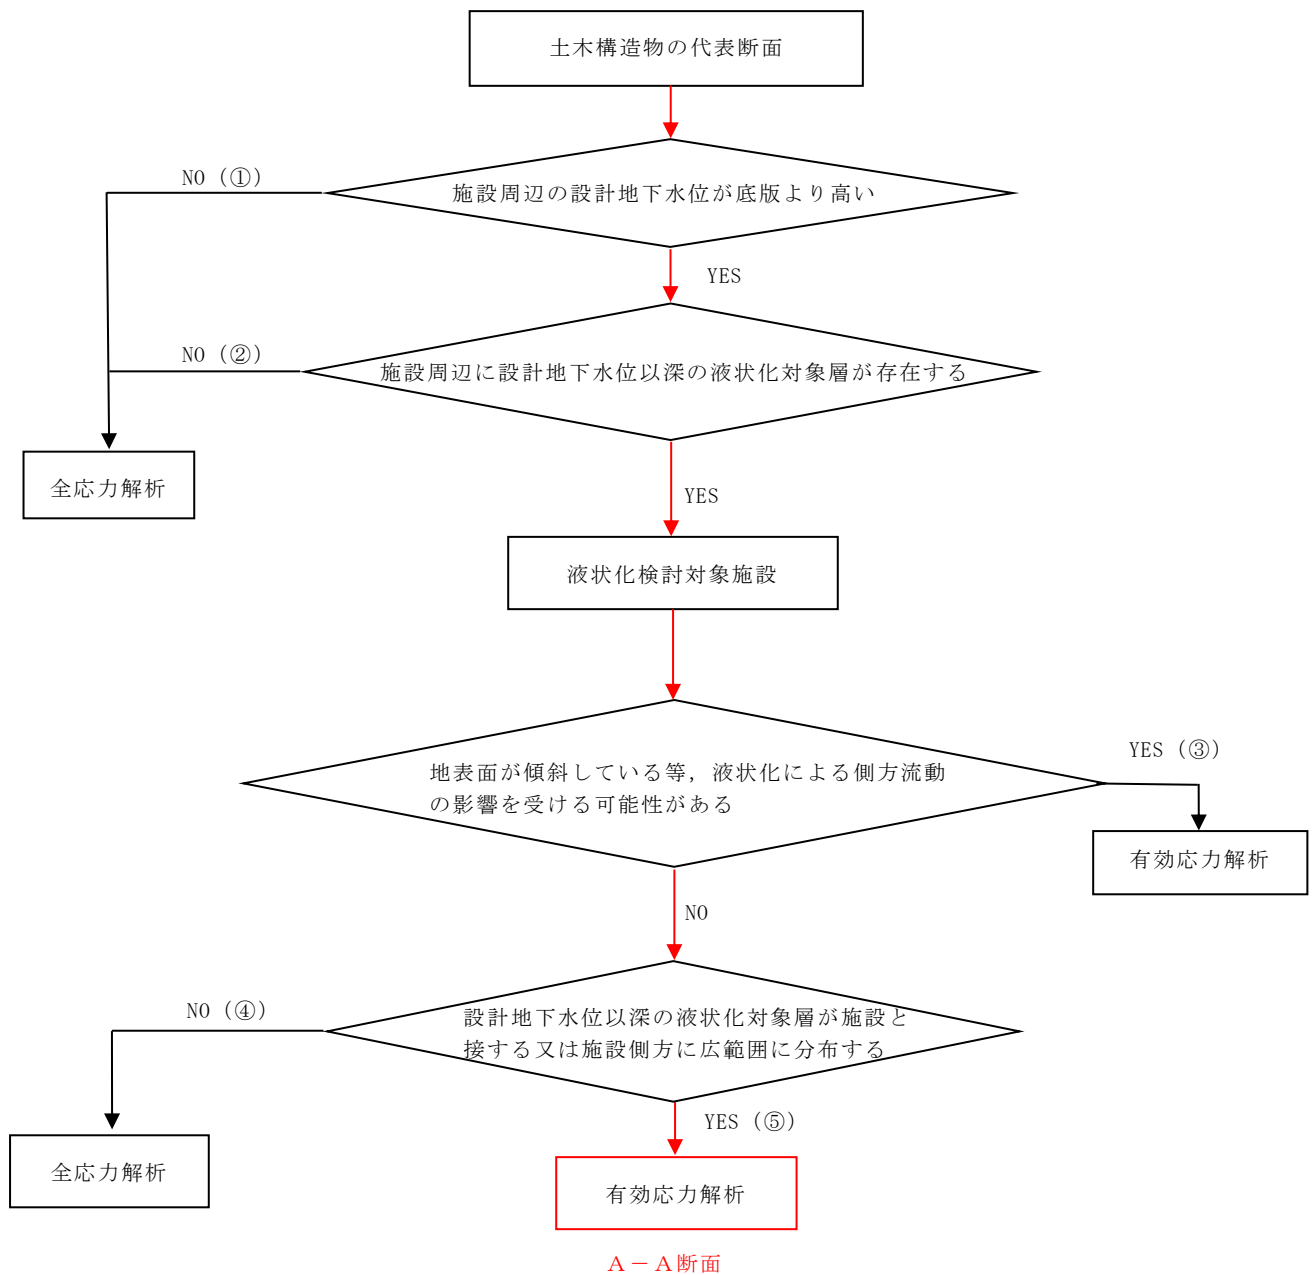 土木構造物の代表断面
NO（①）
施設周辺の設計地下水位が底版より高い
YES
NO（②）
施設周辺に設計地下水位以深の液状化対象層が存在する
全応力解析
YES
液状化検討対象施設
地表面が傾斜している等，液状化による側方流動
の影響を受ける可能性がある
YES（③）
有効応力解析
NO
NO（④）
設計地下水位以深の液状化対象層が施設と
接する又は施設側方に広範囲に分布する
YES（⑤）
全応力解析
有効応力解析
Ａ－Ａ断面